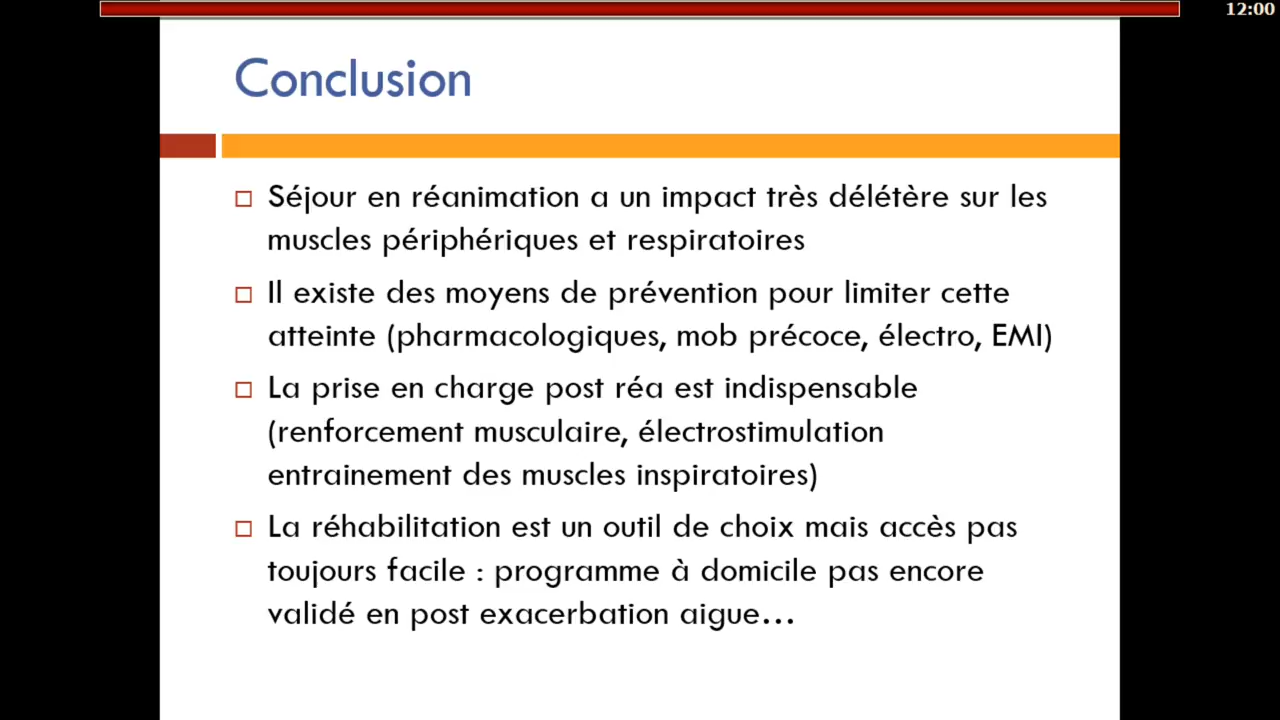 12:00
Conclusion
Séjour en réanimation a un impact très délétère sur les
muscles périphériques et respiratoires
Il existe des moyens de prévention pour limiter cette
atteinte (pharmacologiques, mob précoce, électro, EMI)
La prise en charge post réa est indispensable
(renforcement musculaire, électrostimulation
entrainement des muscles inspiratoires)
La réhabilitation est un outil de choix mais accès pas
toujours facile : programme à domicile pas encore
validé en post exacerbation aigue...